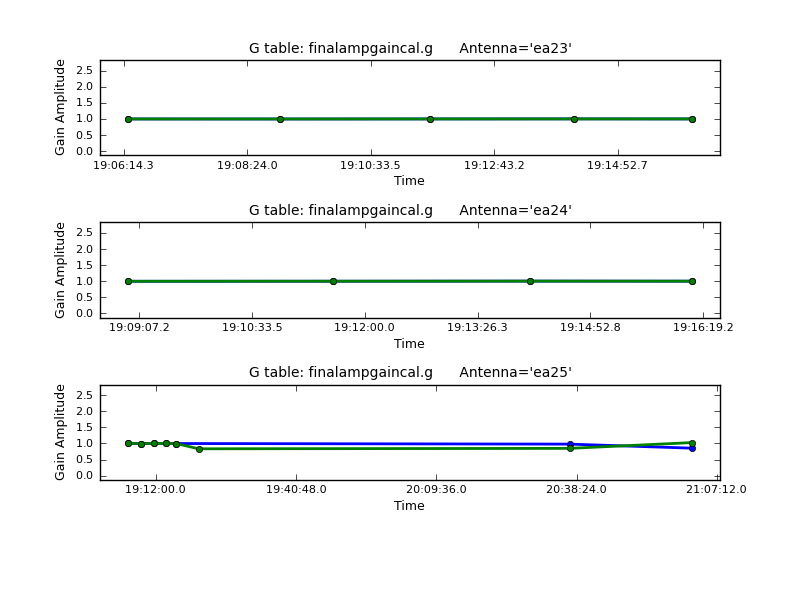 G table: finalampgaincal.g Antenna='ea23'
Gain Amplitude
2.5
2.0
1.5
1.0
0.5
0.0
19:06:14.3 19:08:24.0 19:10:33.5 19:12:43.2 19:14:52.7
Time
G table: finalampgaincal.g Antenna='ea24'
Gain Amplitude
2.5
2.0
1.5
1.0
0.5
0.0
19:09:07.2 19:10:33.5 19:12:00.0 19:13:26.3 19:14:52.8 19:16:19.2
Time
G table: finalampgaincal.g Antenna='ea25'
Gain Amplitude
2.5
2.0
1.5
1.0
0.5
0.0
19:12:00.0 19:40:48.0 20:09:36.0 20:38:24.0 21:07:12.0
Time